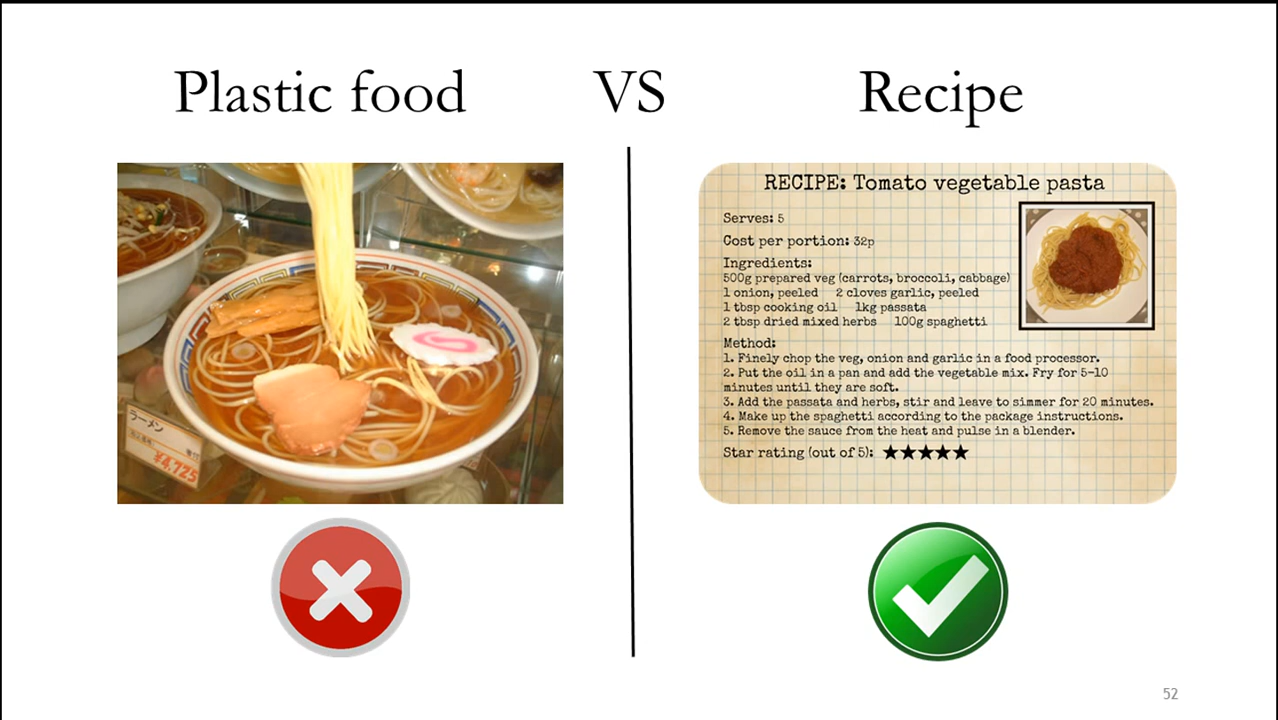 Plastic food VS Recipe
ラーメン
¥4,725
RECIPE: Tomato vegetable pasta
Serves: 5
Cost per portion: 32p
Ingredients:
500g prepared veg (carrots, broccoli, cabbage)
1 onion, peeled 2 cloves garlic, peeled
1 tbsp cooking oil 1kg passata
2 tbsp dried mixed herbs 100g spaghetti
Method:
1. Finely chop the veg, onion and garlic in a food processor.
2. Put the oil in a pan and add the vegetable mix. Fry for 5-10
minutes until they are soft.
3. Add the passata and herbs, stir and leave to simmer for 20 minutes.
4. Make up the spaghetti according to the package instructions.
5. Remove the sauce from the heat and pulse in a blender.
Star rating (out of 5): ★★★★★
52